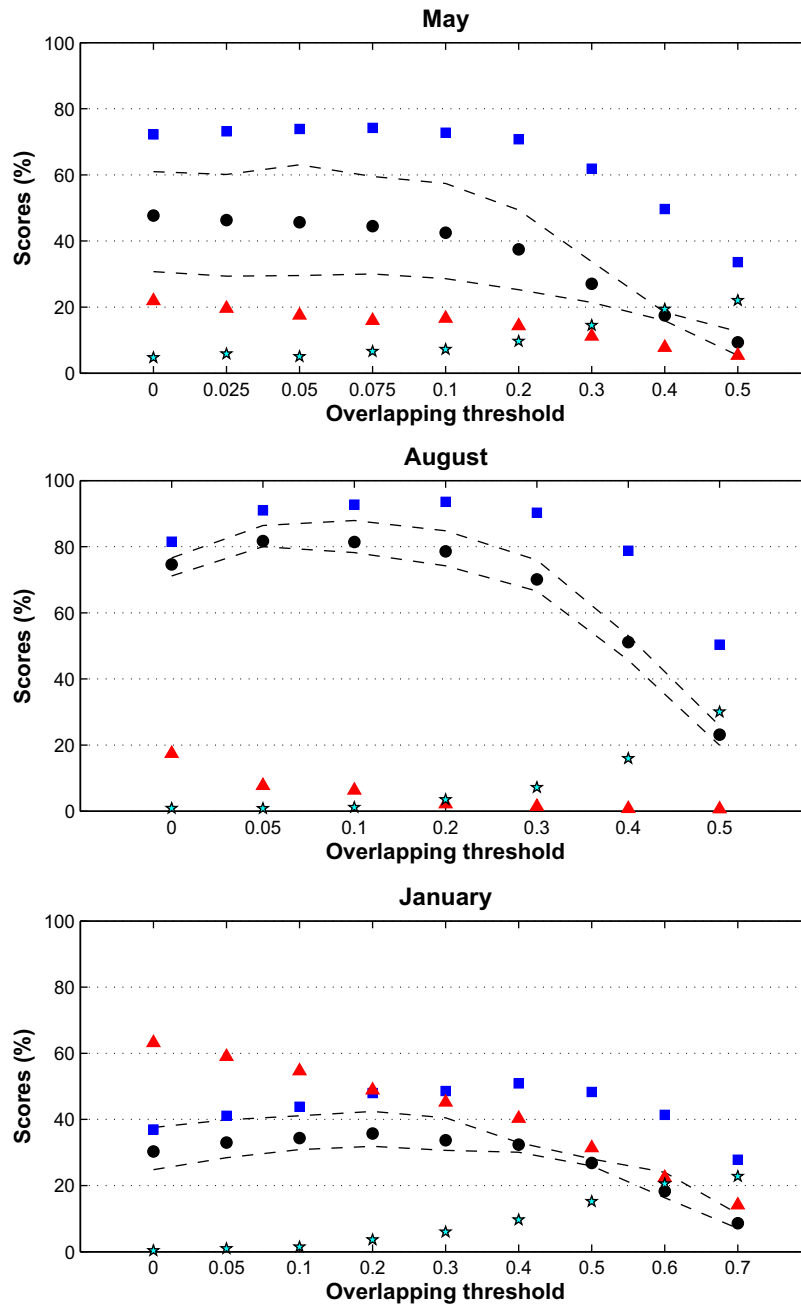 May
100
80
60
40
20
0
Scores (%)
0 0.025 0.05 0.075 0.1 0.2 0.3 0.4 0.5
Overlapping threshold
August
100
80
60
40
20
0
Scores (%)
0 0.05 0.1 0.2 0.3 0.4 0.5
Overlapping threshold
January
100
80
60
40
20
0
Scores (%)
0 0.05 0.1 0.2 0.3 0.4 0.5 0.6 0.7
Overlapping threshold